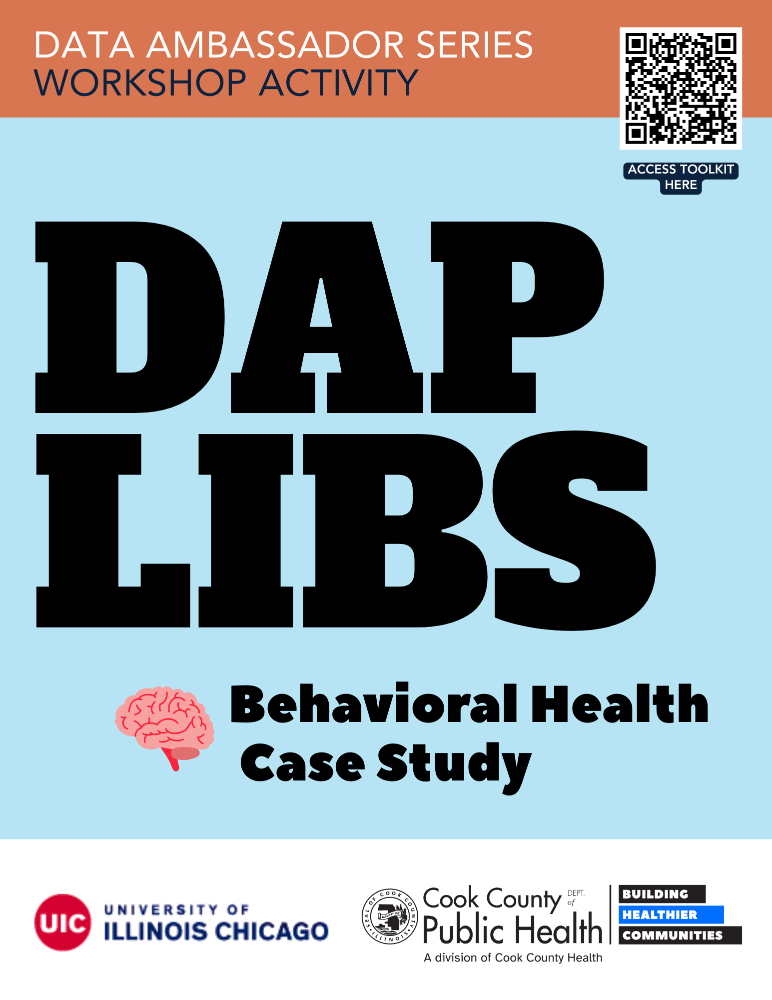 DATA AMBASSADOR SERIES
WORKSHOP ACTIVITY
ACCESS TOOLKIT
HERE
DAP
LIBS
Behavioral Health
Case Study
UIC
UNIVERSITY OF
ILLINOIS CHICAGO
SEAL OF COOK COUNTY
JANUARY 1831
ILLINOIS
Cook County DEPT.
of
Public Health
A division of Cook County Health
BUILDING
HEALTHIER
COMMUNITIES